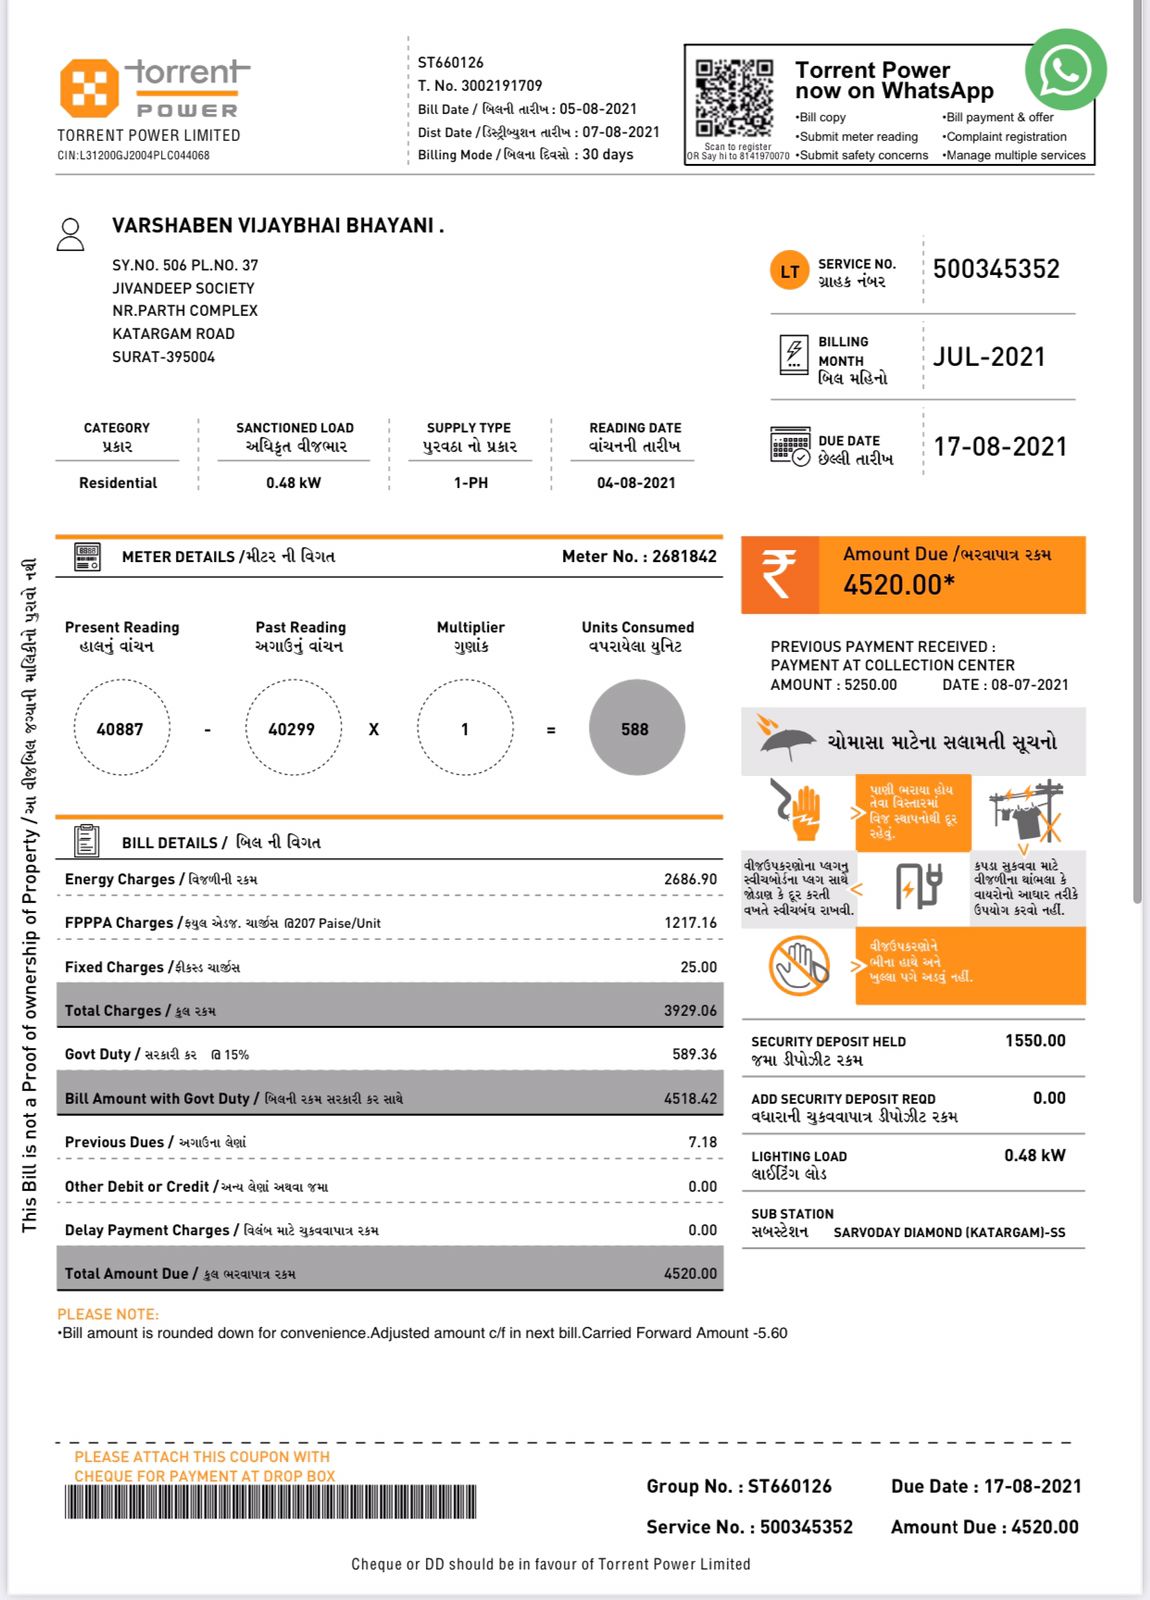 torrent
POWER
TORRENT POWER LIMITED
CIN:L31200GJ2004PLC044068
ST660126
T. No. 3002191709
Bill Date / બિલની તારીખ : 05-08-2021
Dist Date / ડિસ્ટ્રીબ્યુશન તારીખ : 07-08-2021
Billing Mode / બિલના દિવસો : 30 days
Scan to register
OR Say hi to 8141970070
Torrent Power
now on WhatsApp
•Bill copy •Bill payment & offer
•Submit meter reading •Complaint registration
•Submit safety concerns •Manage multiple services
VARSHABEN VIJAYBHAI BHAYANI .
SY.NO. 506 PL.NO. 37
JIVANDEEP SOCIETY
NR.PARTH COMPLEX
KATARGAM ROAD
SURAT-395004
LT SERVICE NO. 500345352
ગ્રાહક નંબર
BILLING
MONTH JUL-2021
બિલ મહિનો
DUE DATE 17-08-2021
છેલ્લી તારીખ
CATEGORY SANCTIONED LOAD SUPPLY TYPE READING DATE
પ્રકાર અધિકૃત વીજભાર પુરવઠા નો પ્રકાર વાંચનની તારીખ
Residential 0.48 kW 1-PH 04-08-2021
METER DETAILS /મીટર ની વિગત Meter No. : 2681842
Present Reading Past Reading Multiplier Units Consumed
હાલનું વાંચન અગાઉનું વાંચન ગુણાંક વપરાયેલા યુનિટ
40887 - 40299 X 1 = 588
BILL DETAILS / બિલ ની વિગત
Energy Charges / વિજળીની રકમ 2686.90
FPPPA Charges /ફયુલ એડજ. ચાર્જીસ @207 Paise/Unit 1217.16
Fixed Charges /ફીકસ્ડ ચાર્જીસ 25.00
Total Charges / કુલ રકમ 3929.06
Govt Duty / સરકારી કર @ 15% 589.36
Bill Amount with Govt Duty / બિલની રકમ સરકારી કર સાથે 4518.42
Previous Dues / અગાઉના લેણાં 7.18
Other Debit or Credit / અન્ય લેણાં અથવા જમા 0.00
Delay Payment Charges / વિલંબ માટે ચુકવવાપાત્ર રકમ 0.00
Total Amount Due / કુલ ભરવાપાત્ર રકમ 4520.00
PLEASE NOTE:
•Bill amount is rounded down for convenience.Adjusted amount c/f in next bill.Carried Forward Amount -5.60
₹ Amount Due /ભરવાપાત્ર રકમ
4520.00*
PREVIOUS PAYMENT RECEIVED :
PAYMENT AT COLLECTION CENTER
AMOUNT : 5250.00 DATE : 08-07-2021
ચોમાસા માટેના સલામતી સૂચનો
પાણી ભરાયા હોય
તેવા વિસ્તારમાં
વિજ સ્થાપનોથી દૂર
રહેવું.
કપડા સુકવવા માટે
વીજળીના થાંભલા કે
વાયરોનો આધાર તરીકે
ઉપયોગ કરવો નહીં.
વીજઉપકરણોના પ્લગનુ
સ્વીચબોર્ડના પ્લગ સાથે
જોડાણ કે દૂર કરતી
વખતે સ્વીચબંધ રાખવી.
વીજઉપકરણોને
ભીના હાથે અને
ખુલ્લા પગે અડવું નહીં.
SECURITY DEPOSIT HELD 1550.00
જમા ડીપોઝીટ રકમ
ADD SECURITY DEPOSIT REQD 0.00
વધારાની ચુકવવાપાત્ર ડીપોઝીટ રકમ
LIGHTING LOAD 0.48 kW
લાઈટિંગ લોડ
SUB STATION
સબસ્ટેશન SARVODAY DIAMOND (KATARGAM)-SS
This Bill is not a Proof of ownership of Property / આ વીજબિલ જગ્યાની માલિકીનો પુરાવો નથી
PLEASE ATTACH THIS COUPON WITH
CHEQUE FOR PAYMENT AT DROP BOX
Group No. : ST660126 Due Date : 17-08-2021
Service No. : 500345352 Amount Due : 4520.00
Cheque or DD should be in favour of Torrent Power Limited